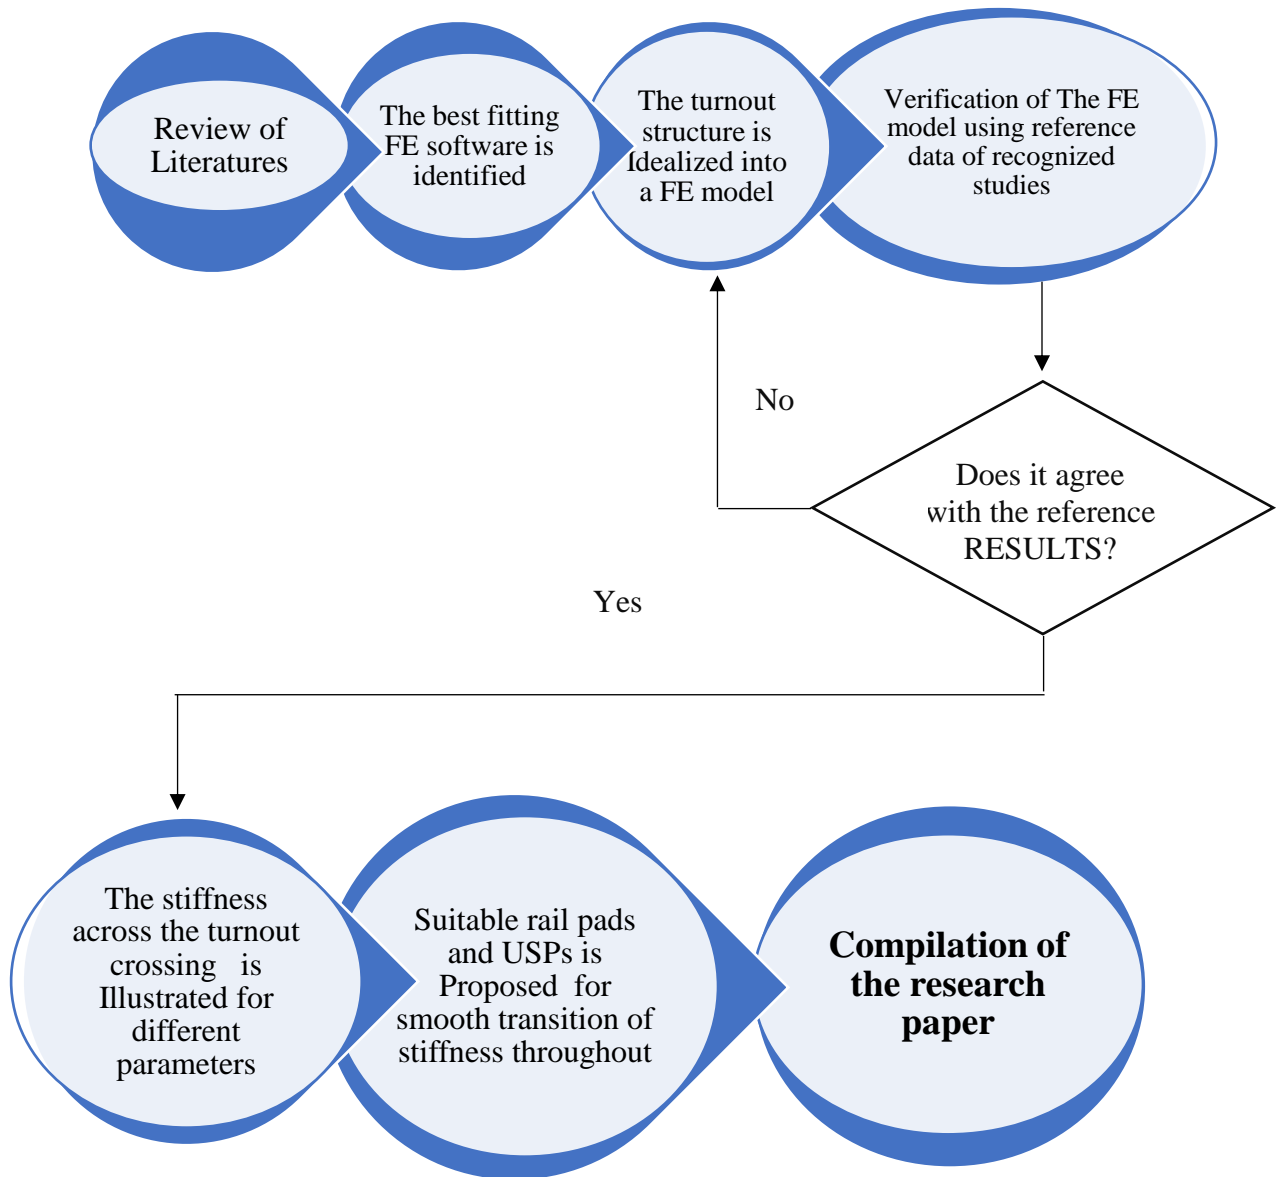 Review of
Literatures
The best fitting
FE software is
identified
The turnout
structure is
Idealized into
a FE model
Verification of The FE
model using reference
data of recognized
studies
No
Does it agree
with the reference
RESULTS?
Yes
The stiffness
across the turnout
crossing is
Illustrated for
different
parameters
Suitable rail pads
and USPs is
Proposed for
smooth transition of
stiffness throughout
Compilation of
the research
paper